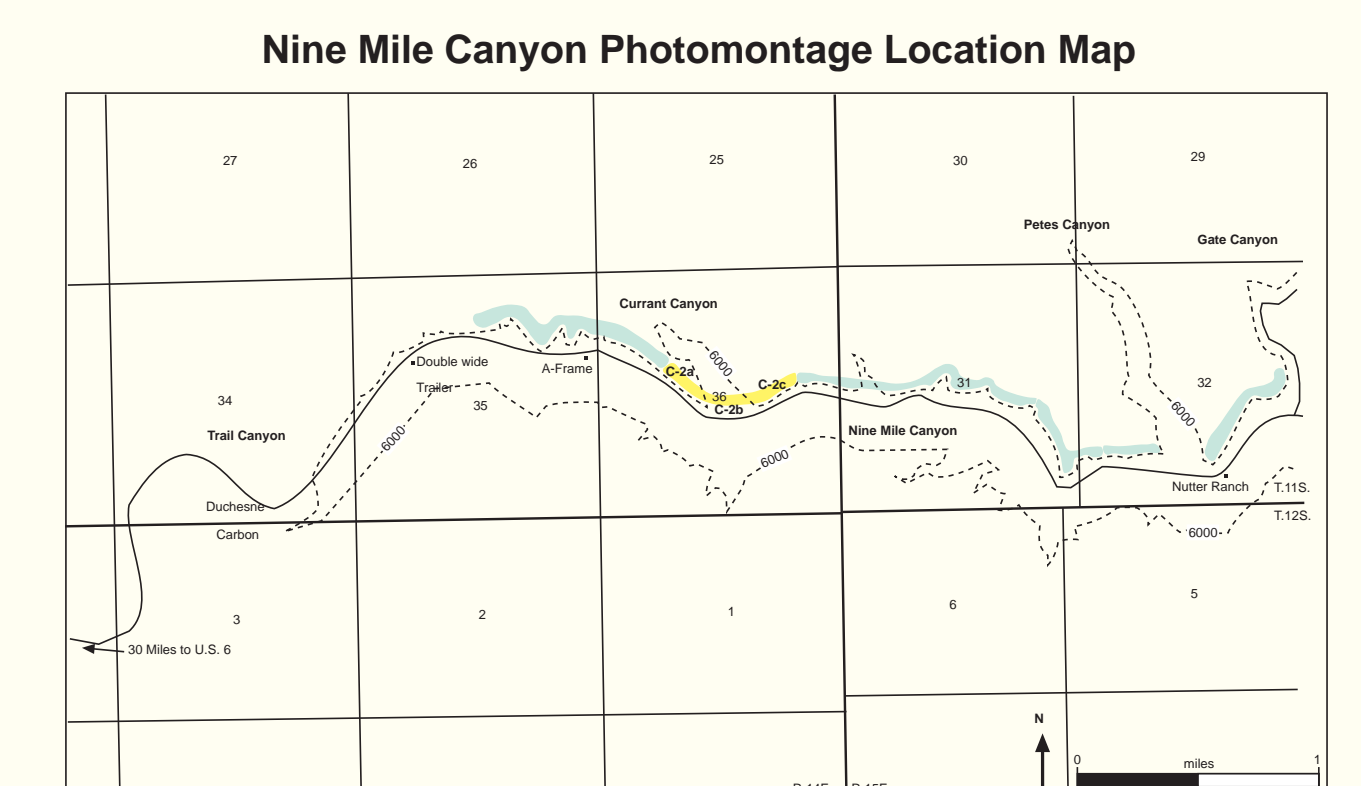 Nine Mile Canyon Photomontage Location Map
27
26
25
30
29
Petes Canyon
Gate Canyon
Currant Canyon
6000
Double wide
Trailer
A-Frame
C-2a
C-2b
C-2c
36
31
32
34
35
Trail Canyon
6000
6000
Nine Mile Canyon
6000
Nutter Ranch
T.11S.
T.12S.
6000
Duchesne
Carbon
3
2
1
6
5
30 Miles to U.S. 6
N
0
miles
1